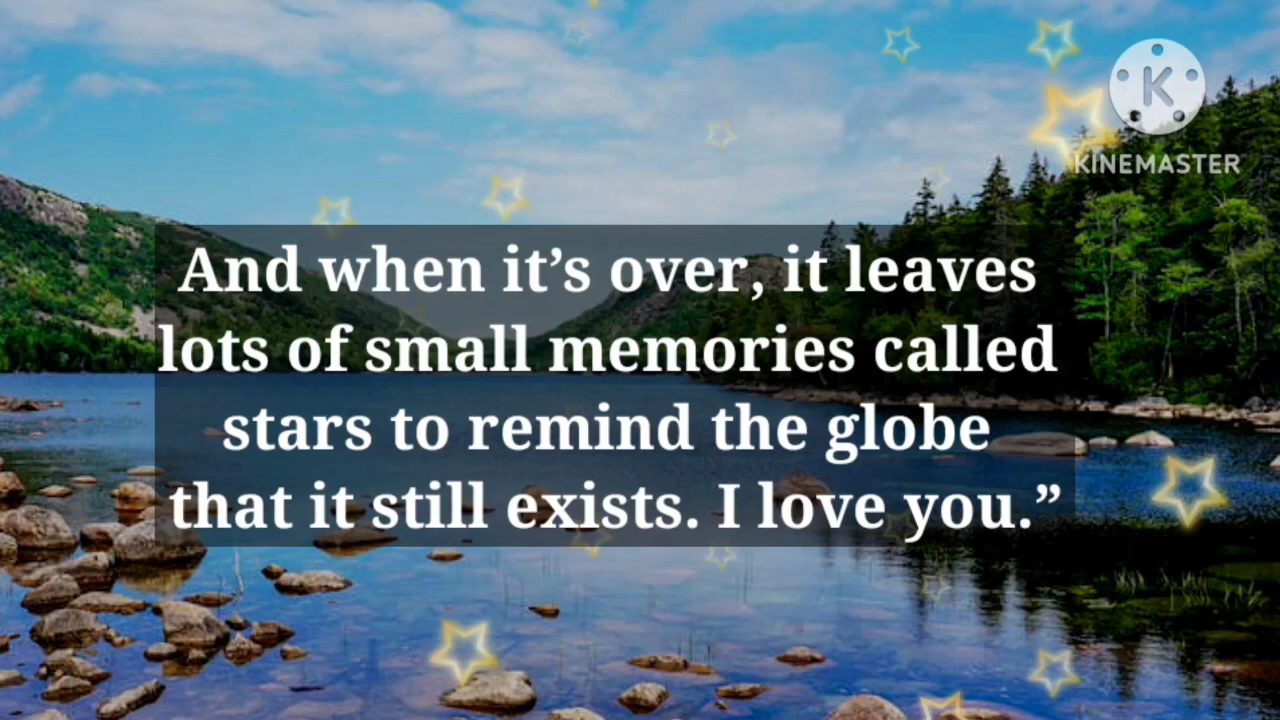 KINEMASTER
And when it’s over, it leaves
lots of small memories called
stars to remind the globe
that it still exists. I love you.”